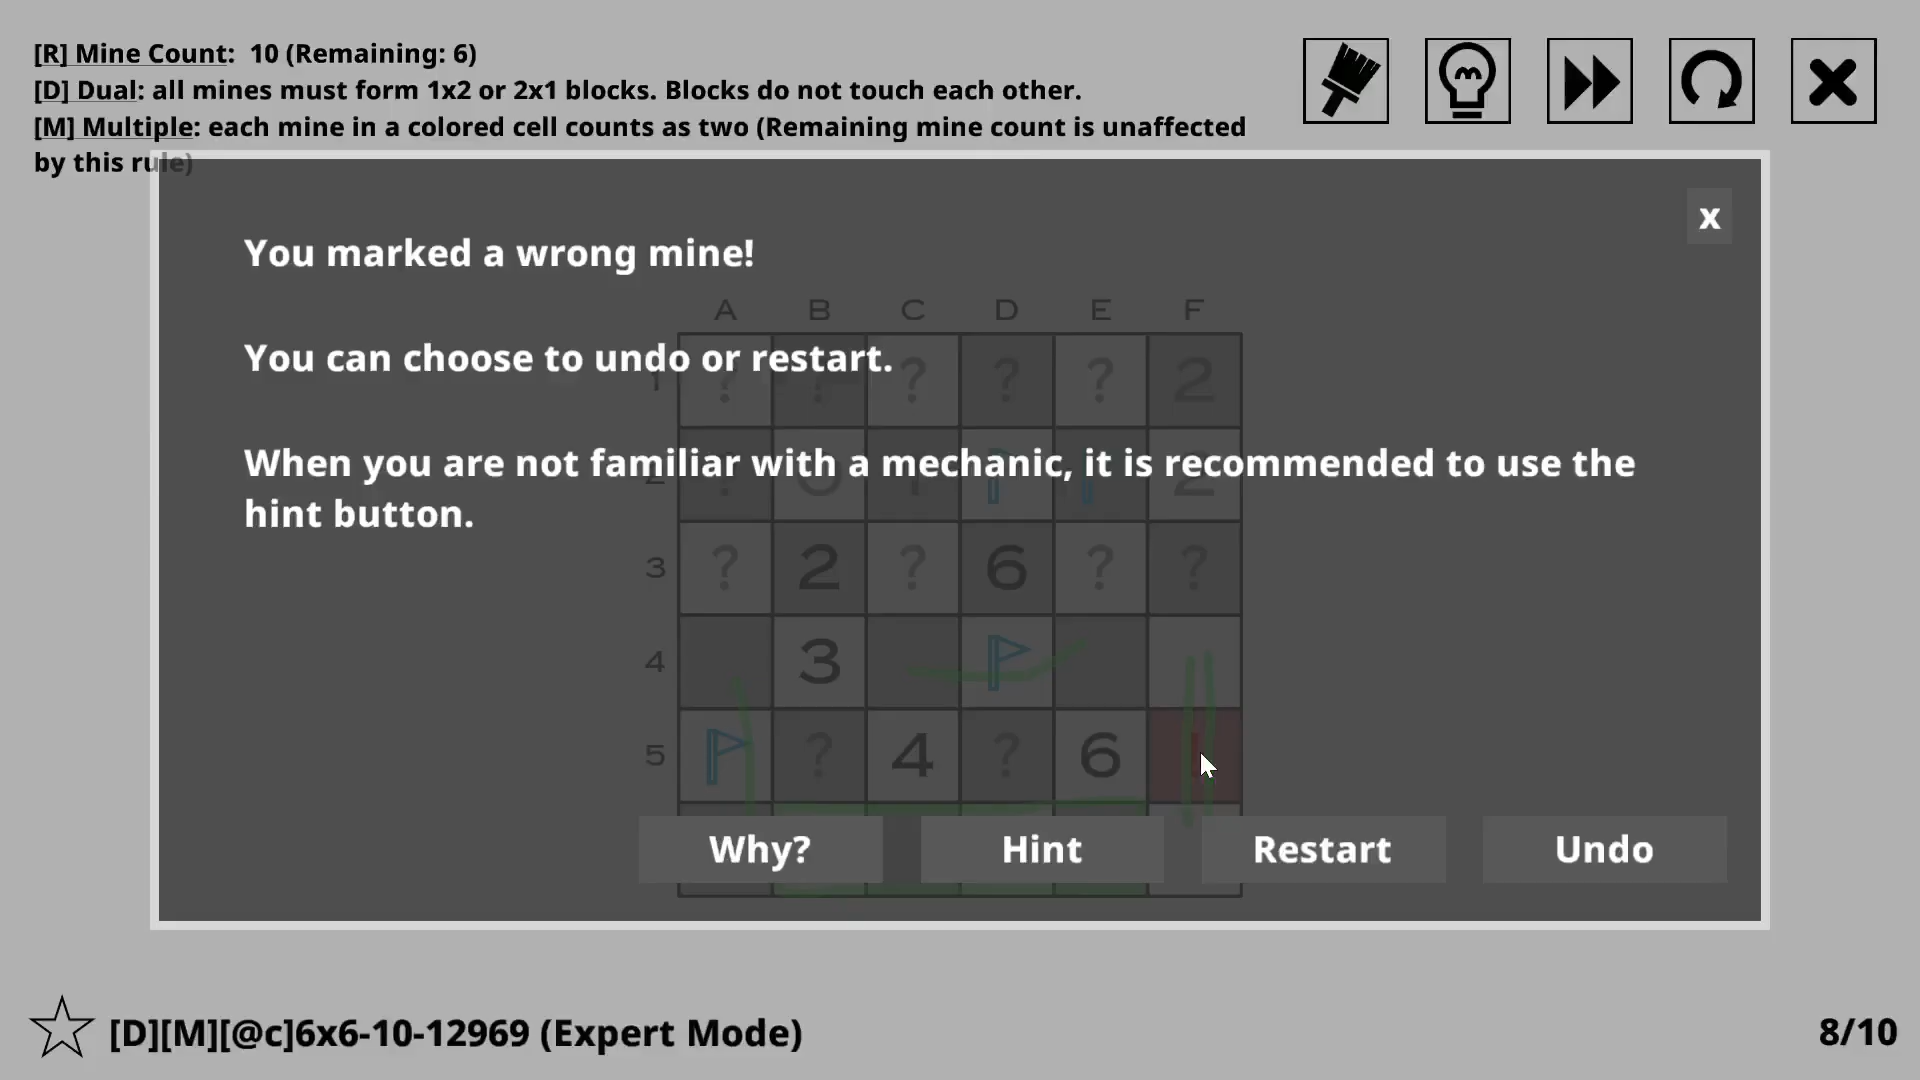 [R] Mine Count: 10 (Remaining: 6)
[D] Dual: all mines must form 1x2 or 2x1 blocks. Blocks do not touch each other.
[M] Multiple: each mine in a colored cell counts as two (Remaining mine count is unaffected
by this rule)
x
You marked a wrong mine!
A B C D E F
You can choose to undo or restart.
1 ? ? ? ? ? 2
When you are not familiar with a mechanic, it is recommended to use the
hint button.
2 ? 0 ? 2
3 ? 2 ? 6 ? ?
4 3
5 ? 4 ? 6
Why? Hint Restart Undo
[D][M][@c]6x6-10-12969 (Expert Mode)
8/10